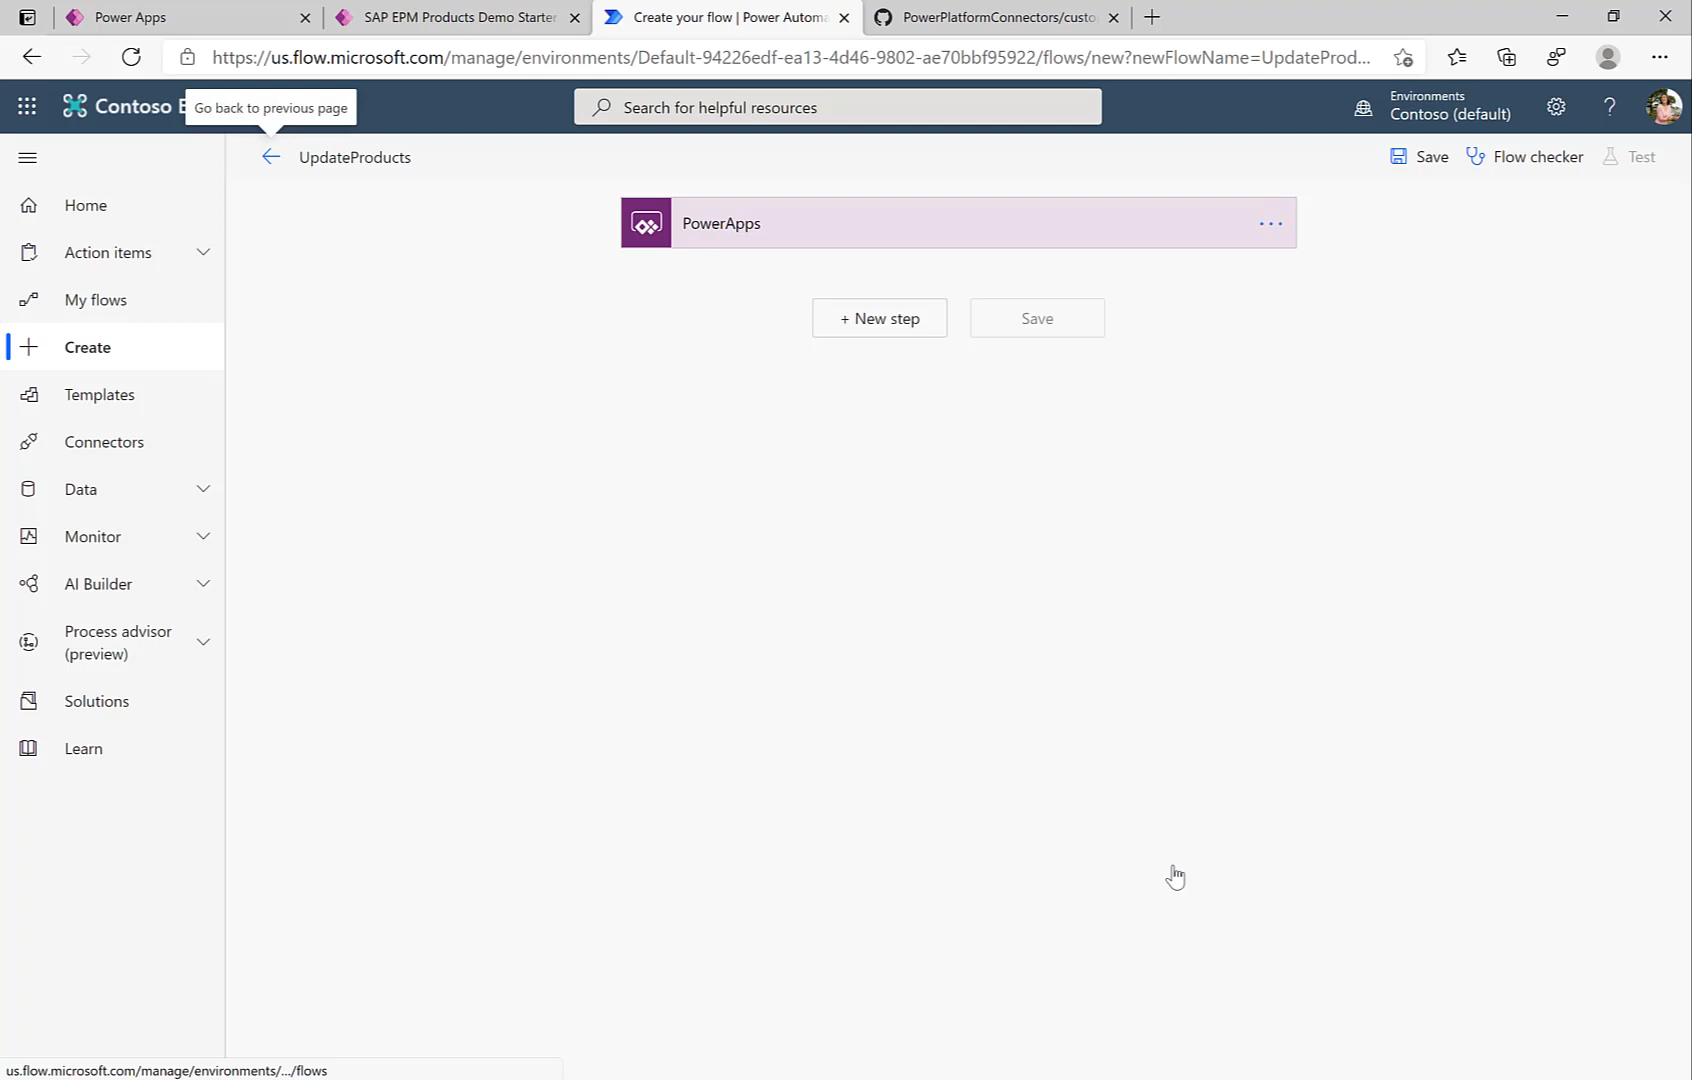 Power Apps
SAP EPM Products Demo Starter
Create your flow | Power Autom
PowerPlatformConnectors/custo
https://us.flow.microsoft.com/manage/environments/Default-94226edf-ea13-4d46-9802-ae70bbf95922/flows/new?newFlowName=UpdateProd...
Contoso E
Go back to previous page
Search for helpful resources
Environments
Contoso (default)
UpdateProducts
Save
Flow checker
Test
Home
Action items
My flows
Create
Templates
Connectors
Data
Monitor
AI Builder
Process advisor
(preview)
Solutions
Learn
PowerApps
+ New step
Save
us.flow.microsoft.com/manage/environments/.../flows